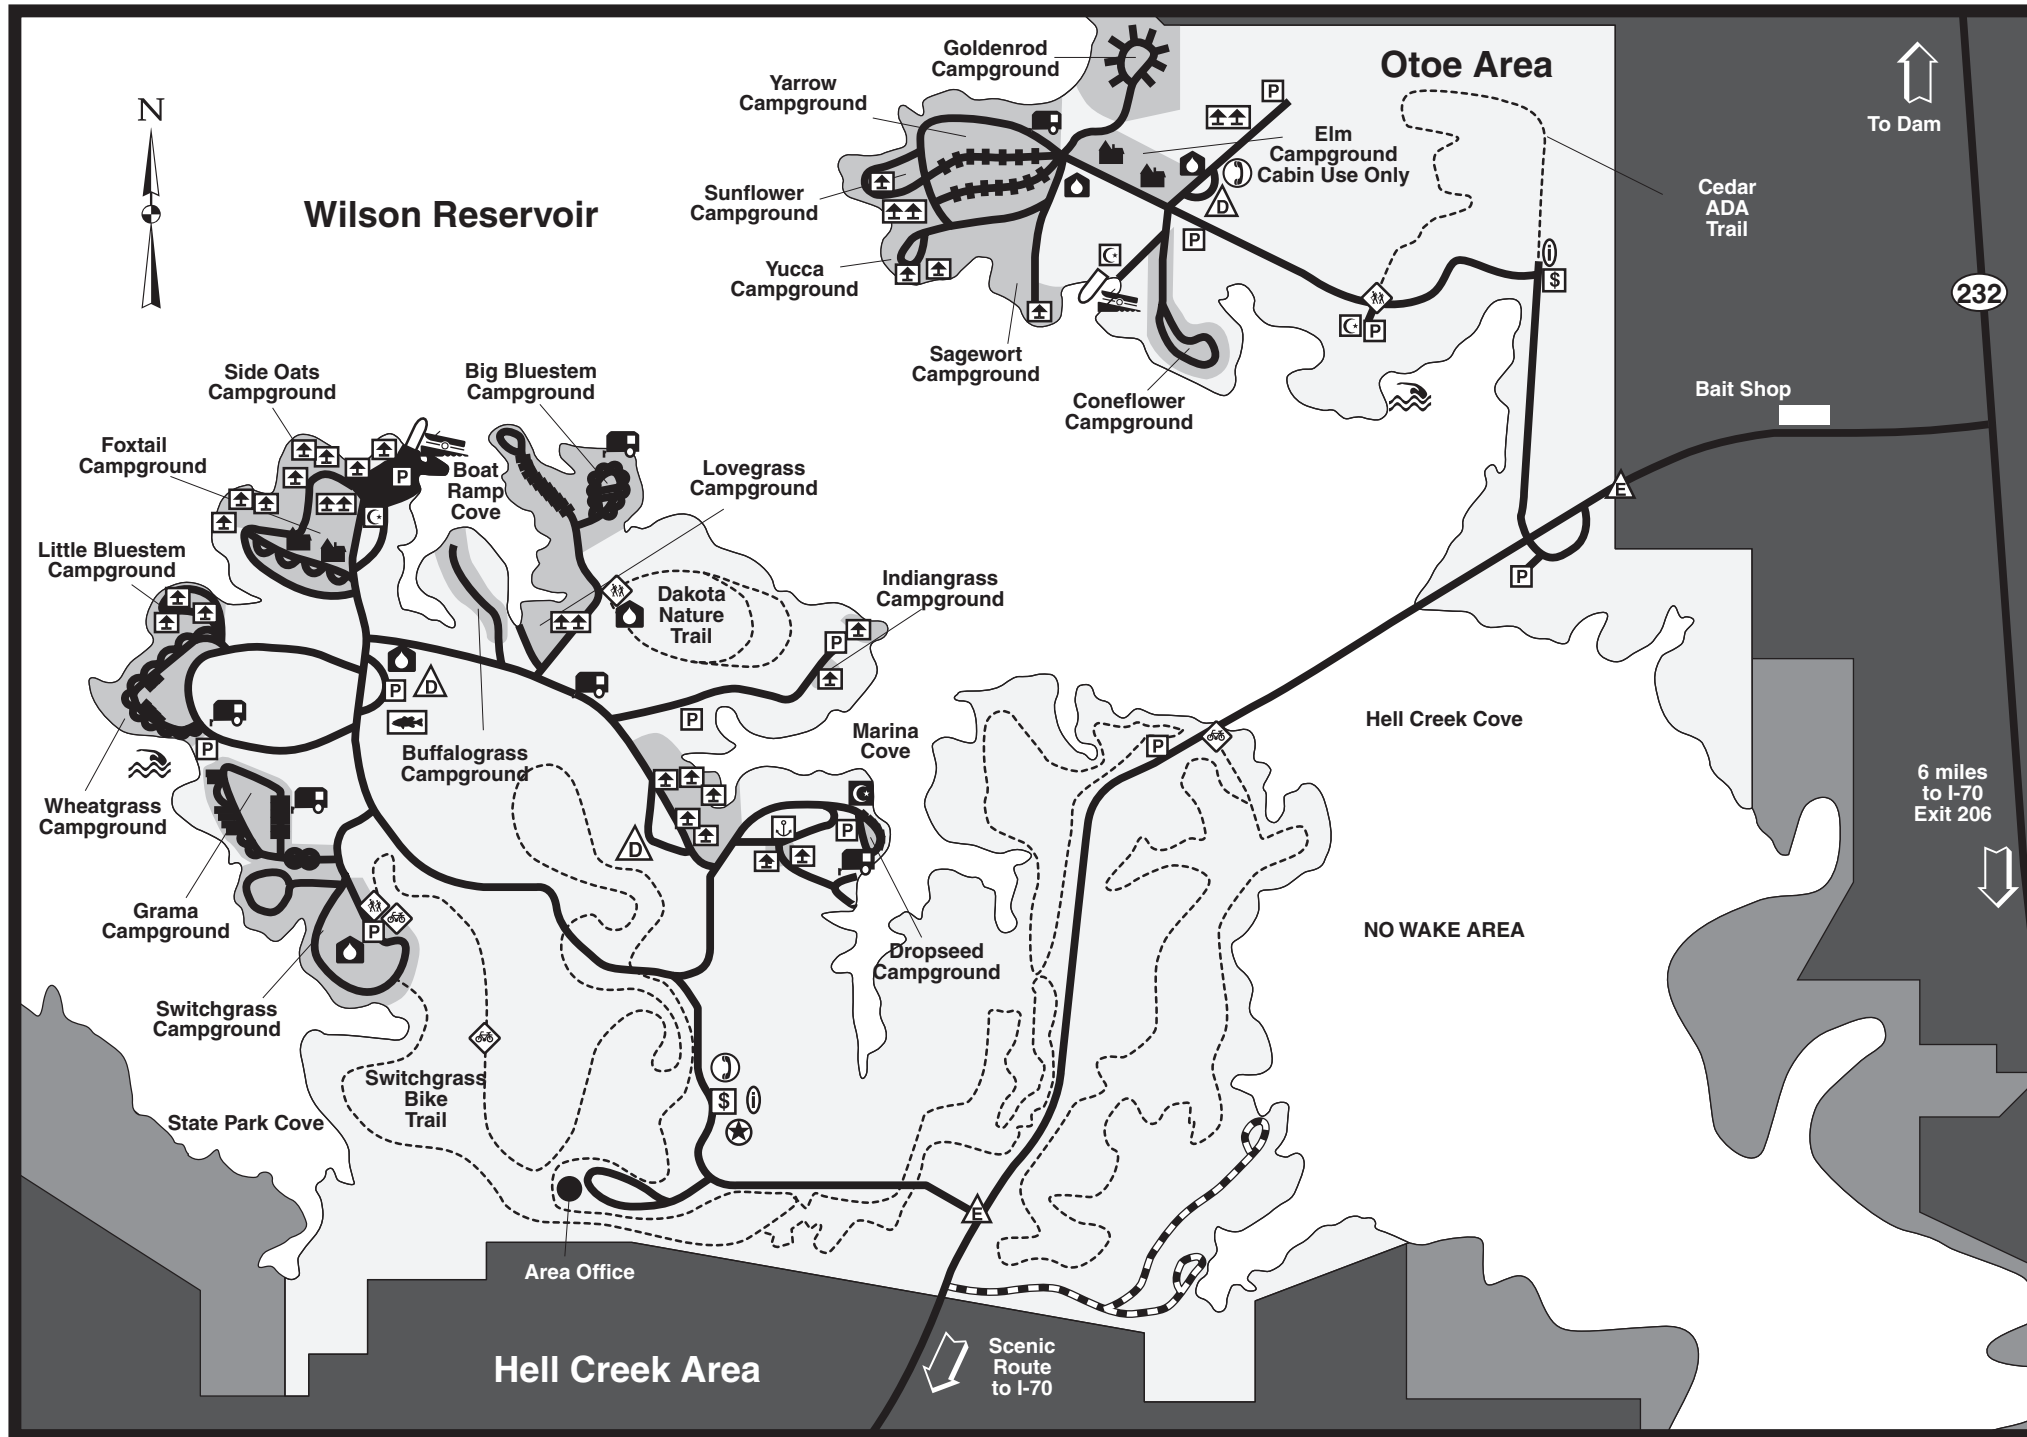 Goldenrod
Campground
Otoe Area
To Dam
Yarrow
Campground
N
P
Elm
Campground
Cabin Use Only
Sunflower
Campground
D
Cedar
ADA
Trail
Wilson Reservoir
P
Yucca
Campground
i
$
232
P
Sagewort
Campground
Coneflower
Campground
Side Oats
Campground
Big Bluestem
Campground
Bait Shop
Foxtail
Campground
P
Boat
Ramp
Cove
Lovegrass
Campground
E
Little Bluestem
Campground
P
Indiangrass
Campground
Dakota
Nature
Trail
P
P
D
P
Hell Creek Cove
Marina
Cove
P
P
Buffalograss
Campground
6 miles
to I-70
Exit 206
Wheatgrass
Campground
P
D
Grama
Campground
P
NO WAKE AREA
Dropseed
Campground
Switchgrass
Campground
Switchgrass
Bike
Trail
$
i
State Park Cove
E
Area Office
Scenic
Route
to I-70
Hell Creek Area